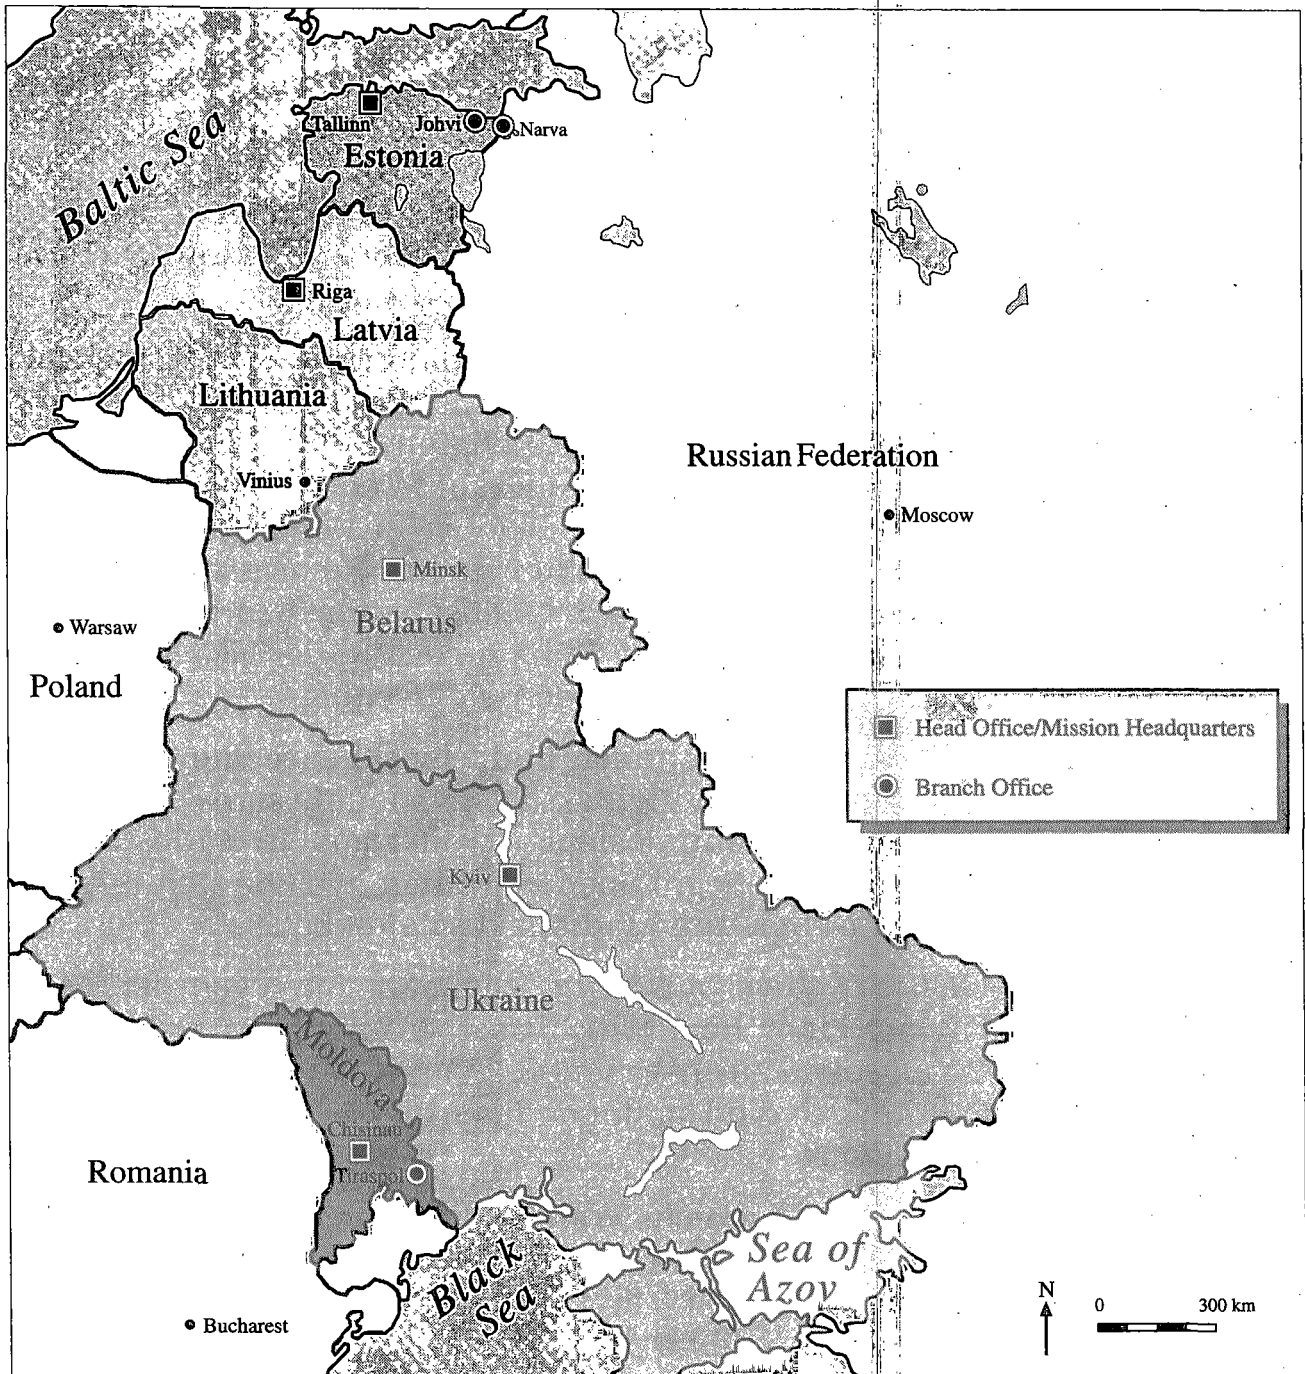 Baltic Sea
Tallinn
Johvi
Narva
Estonia
Riga
Latvia
Lithuania
Vinius
Russian Federation
Moscow
Minsk
Belarus
Warsaw
Poland
Head Office/Mission Headquarters
Branch Office
Kyiv
Ukraine
Moldova
Chisinau
Tiraspol
Romania
Black
Sea
Sea of
Azov
Bucharest
N
0 300 km